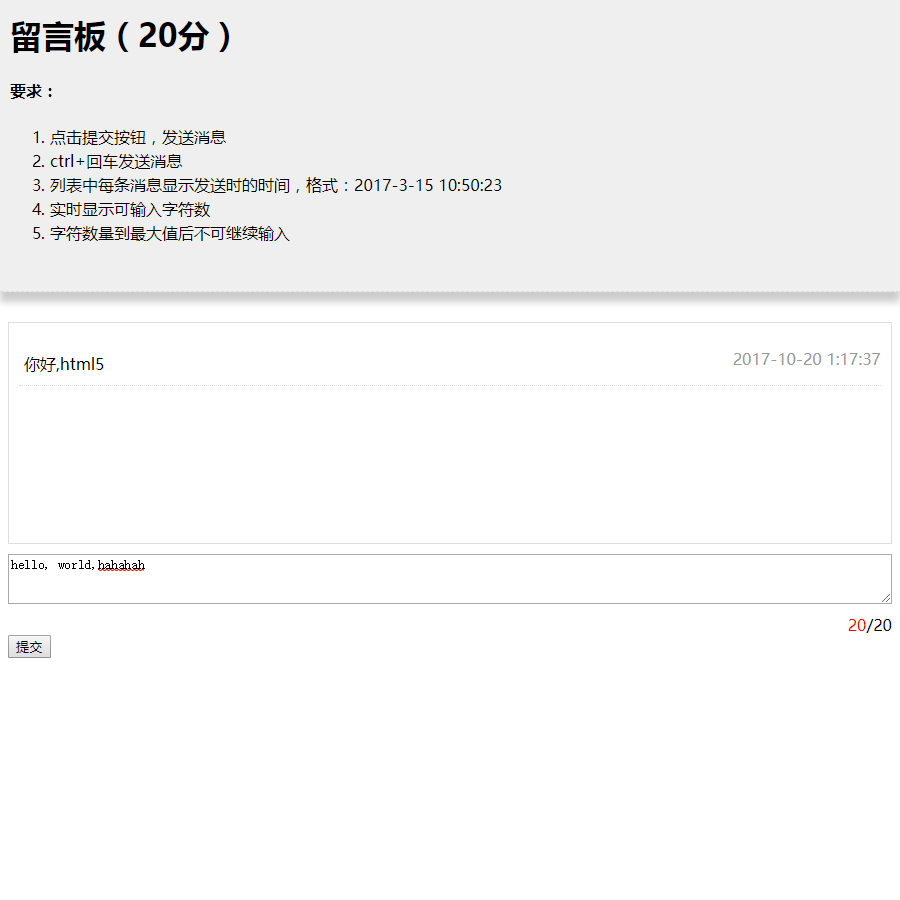 留言板（20分）
要求：
1. 点击提交按钮，发送消息
2. ctrl+回车发送消息
3. 列表中每条消息显示发送时的时间，格式：2017-3-15 10:50:23
4. 实时显示可输入字符数
5. 字符数量到最大值后不可继续输入
你好,html5 2017-10-20 1:17:37
hello, world,hahahah
20/20
提交